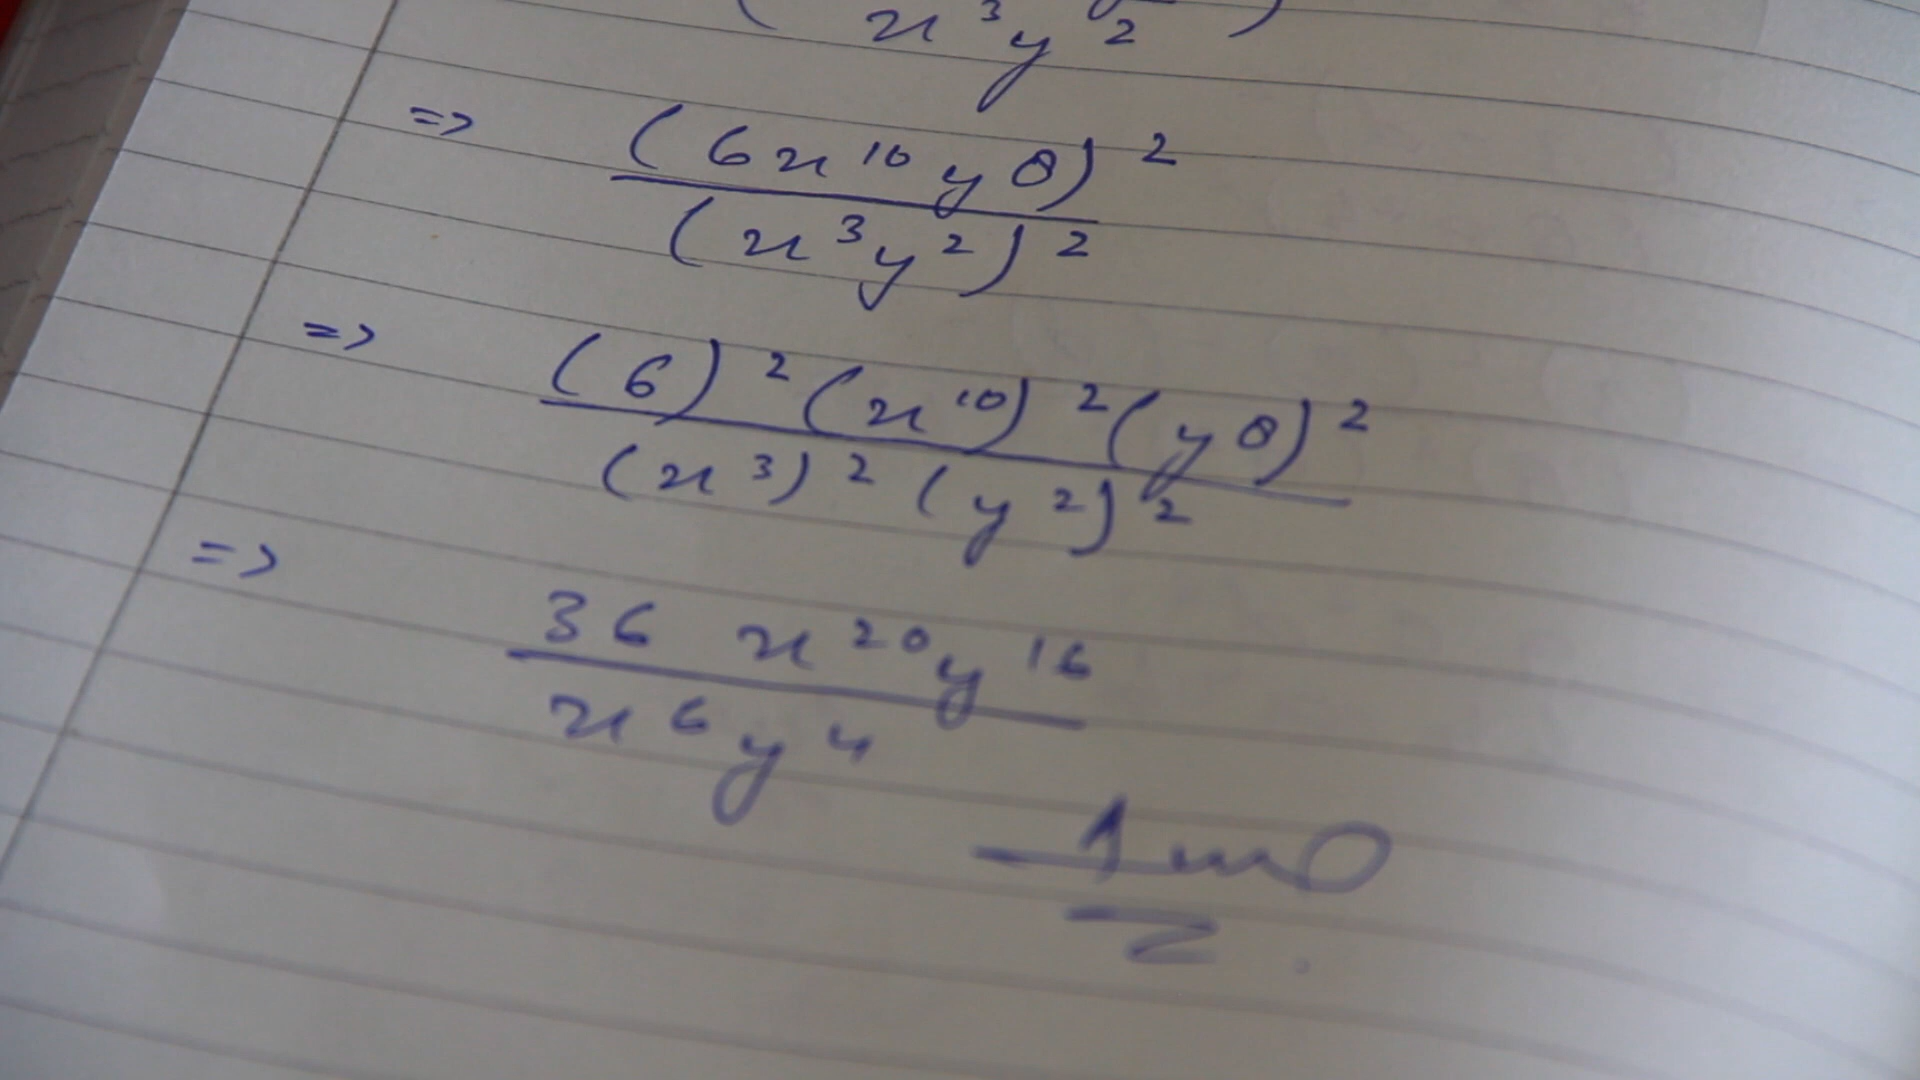 ( x³y² )
=> (6x¹⁰y⁸)²
(x³y²)²
=> (6)²(x¹⁰)²(y⁸)²
(x³)²(y²)²
=>
36 x²⁰y¹⁶
x⁶y⁴